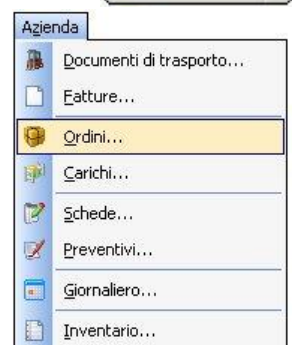 Azienda
Documenti di trasporto...
Fatture...
Ordini...
Carichi...
Schede...
Preventivi...
Giornaliero...
Inventario...